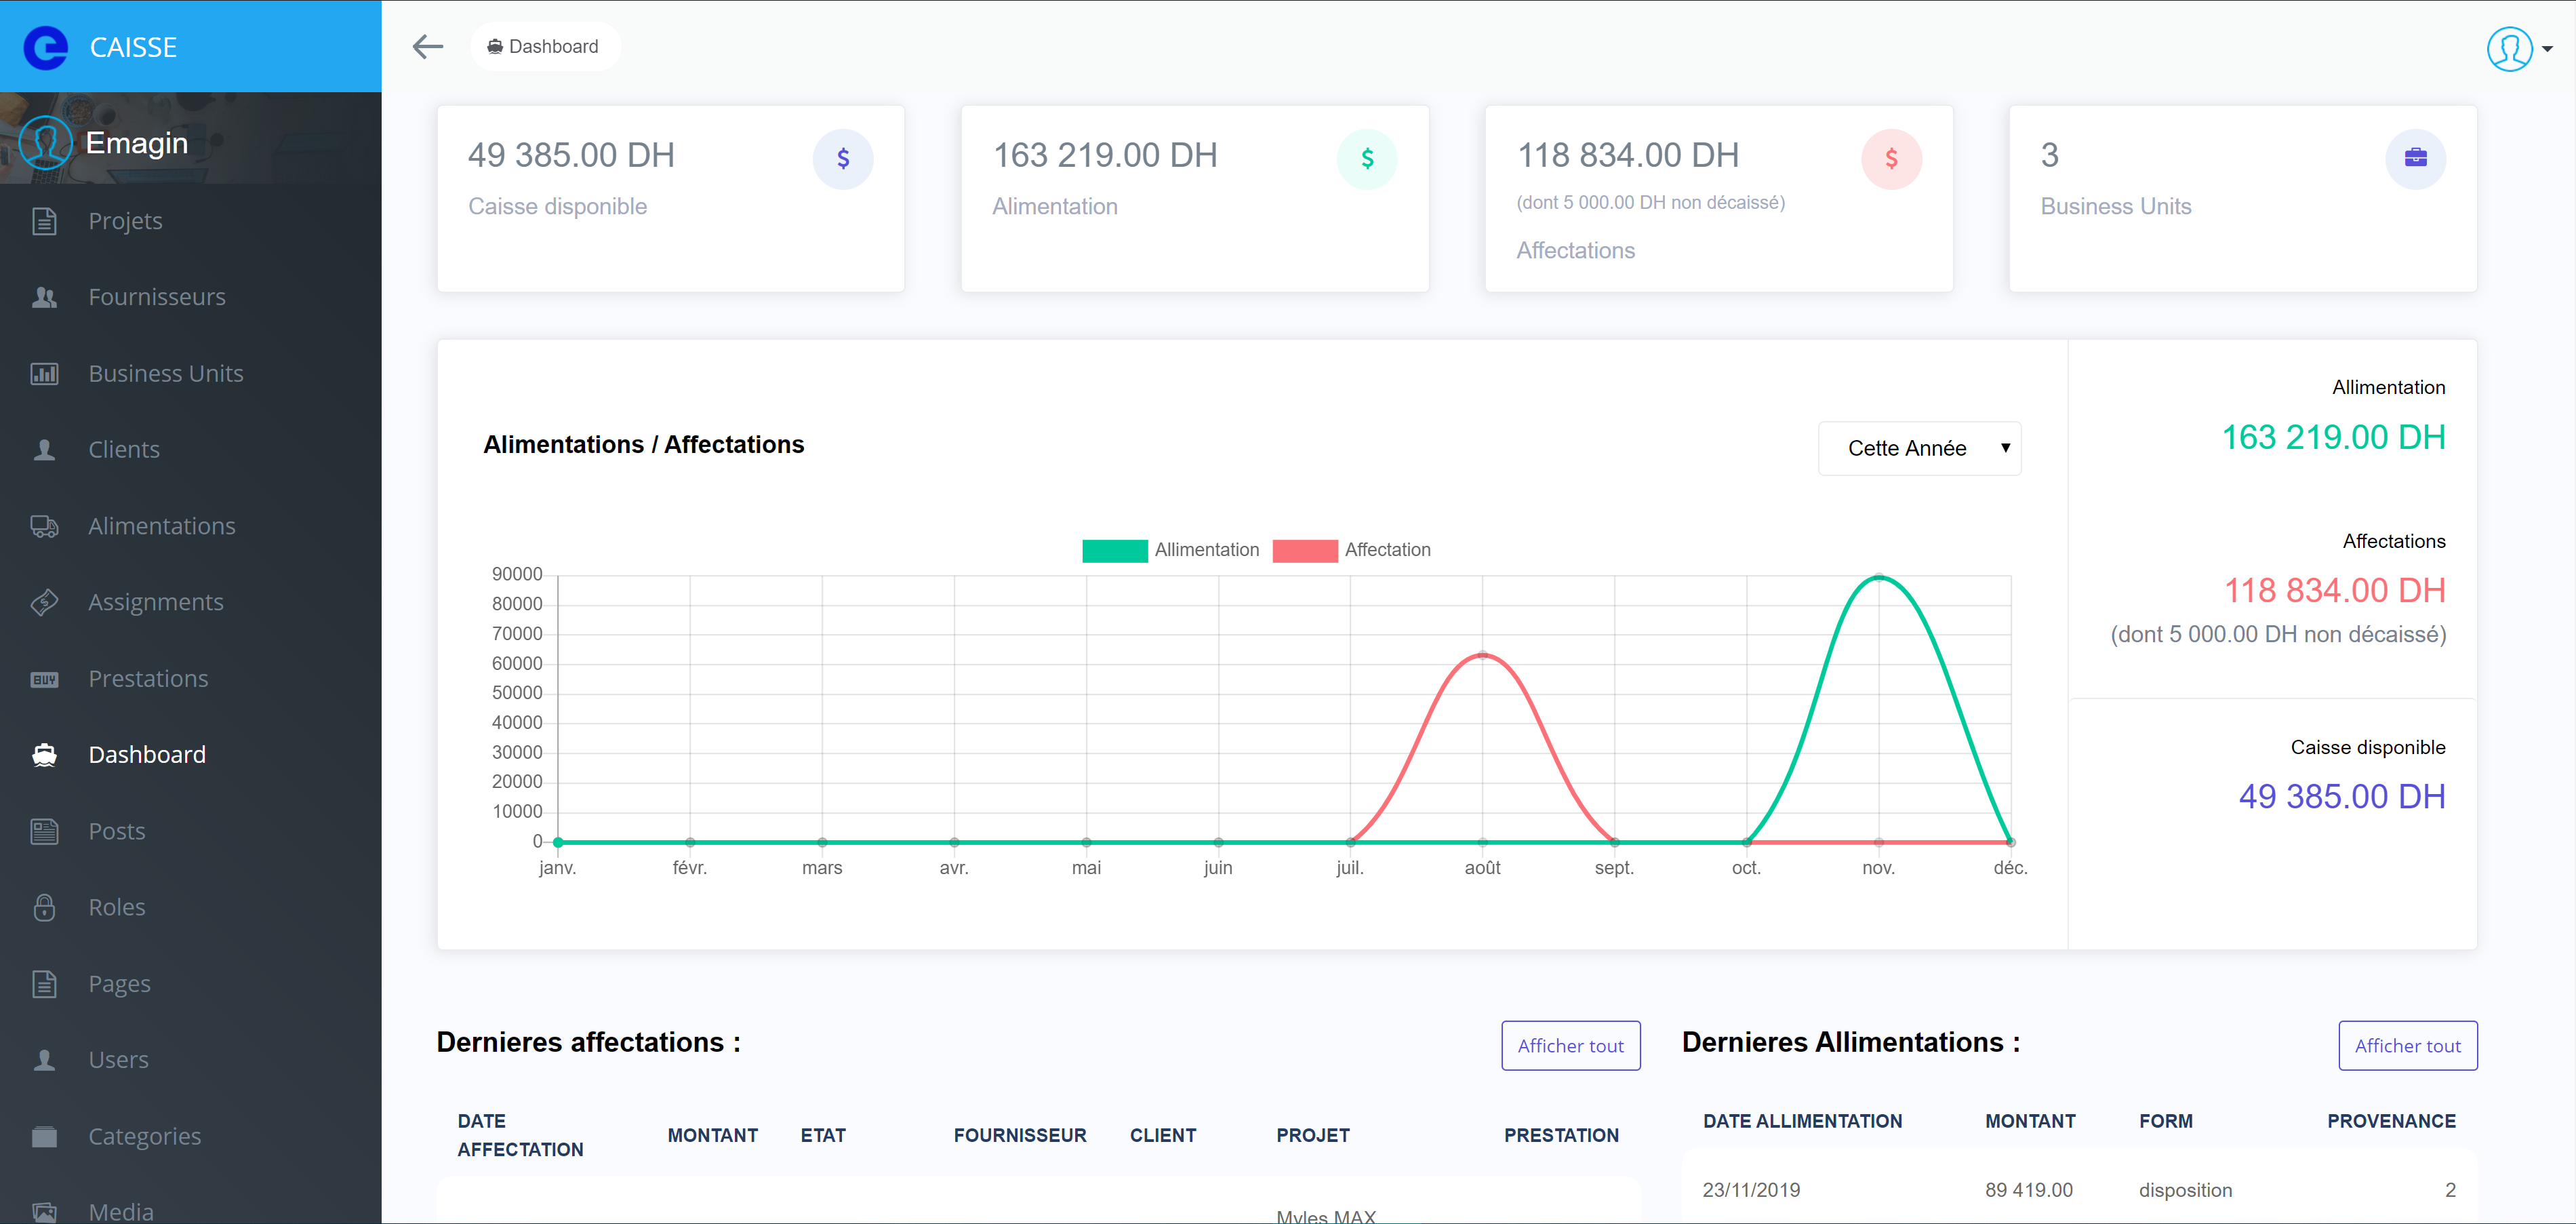 CAISSE
Emagin
Projets
Fournisseurs
Business Units
Clients
Alimentations
Assignments
BUY Prestations
Dashboard
Posts
Roles
Pages
Users
Categories
Media
Dashboard
49 385.00 DH
$
Caisse disponible
163 219.00 DH
$
Alimentation
118 834.00 DH
$
(dont 5 000.00 DH non décaissé)
Affectations
3
Business Units
Alimentations / Affectations
Cette Année
Allimentation
Affectation
90000
80000
70000
60000
50000
40000
30000
20000
10000
0
janv. févr. mars avr. mai juin juil. août sept. oct. nov. déc.
Allimentation
163 219.00 DH
Affectations
118 834.00 DH
(dont 5 000.00 DH non décaissé)
Caisse disponible
49 385.00 DH
Dernieres affectations :
Afficher tout
DATE
AFFECTATION
MONTANT ETAT FOURNISSEUR CLIENT PROJET PRESTATION
Myles MAX
Dernieres Allimentations :
Afficher tout
DATE ALLIMENTATION MONTANT FORM PROVENANCE
23/11/2019 89 419.00 disposition 2